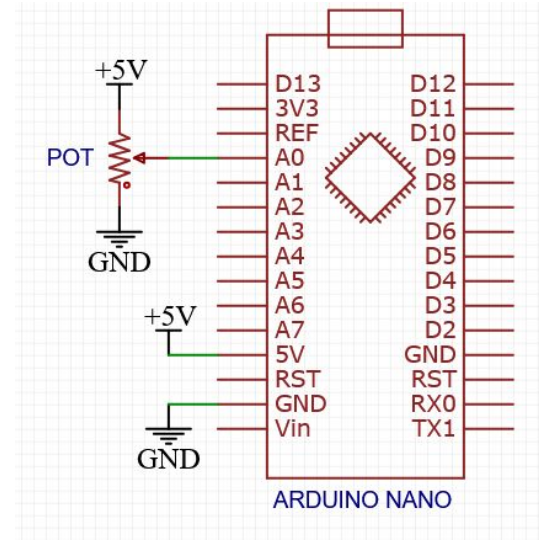 +5V
POT
GND
+5V
GND
D13
3V3
REF
A0
A1
A2
A3
A4
A5
A6
A7
5V
RST
GND
Vin
D12
D11
D10
D9
D8
D7
D6
D5
D4
D3
D2
GND
RST
RX0
TX1
ARDUINO NANO